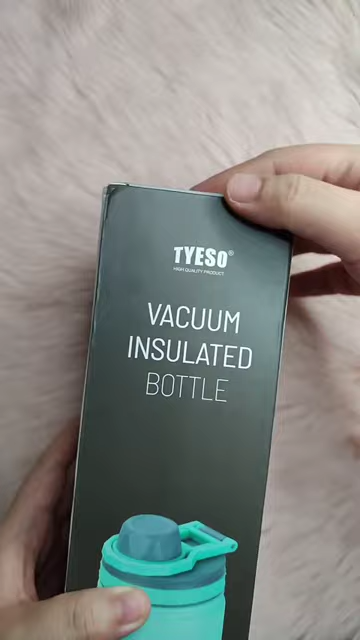 TYESO®
HIGH QUALITY PRODUCT
VACUUM
INSULATED
BOTTLE